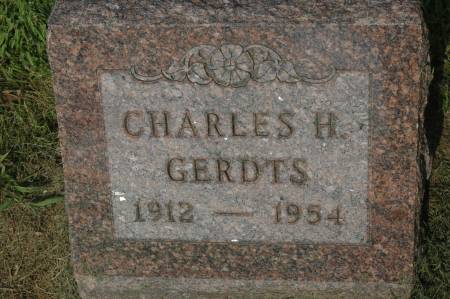 CHARLES H.
GERDTS
1912 — 1954